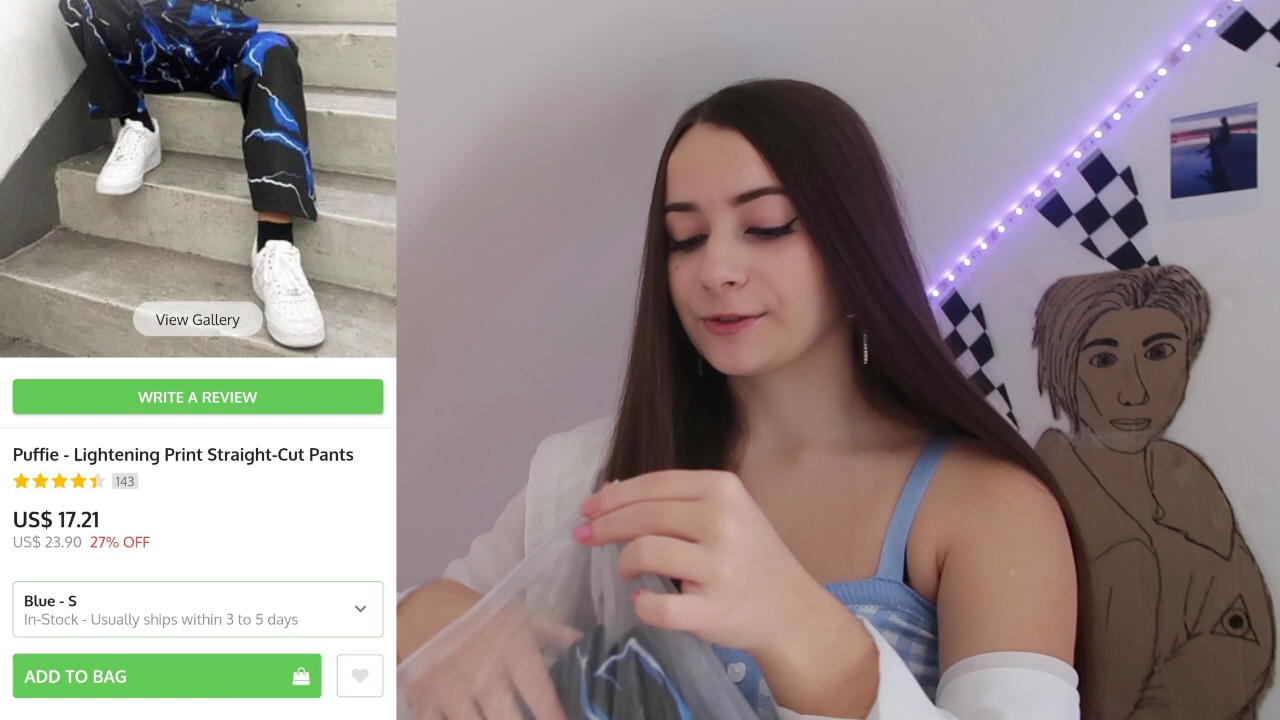 View Gallery
WRITE A REVIEW
Puffie - Lightening Print Straight-Cut Pants
143
US$ 17.21
US$ 23.90 27% OFF
Blue - S
In-Stock - Usually ships within 3 to 5 days
ADD TO BAG